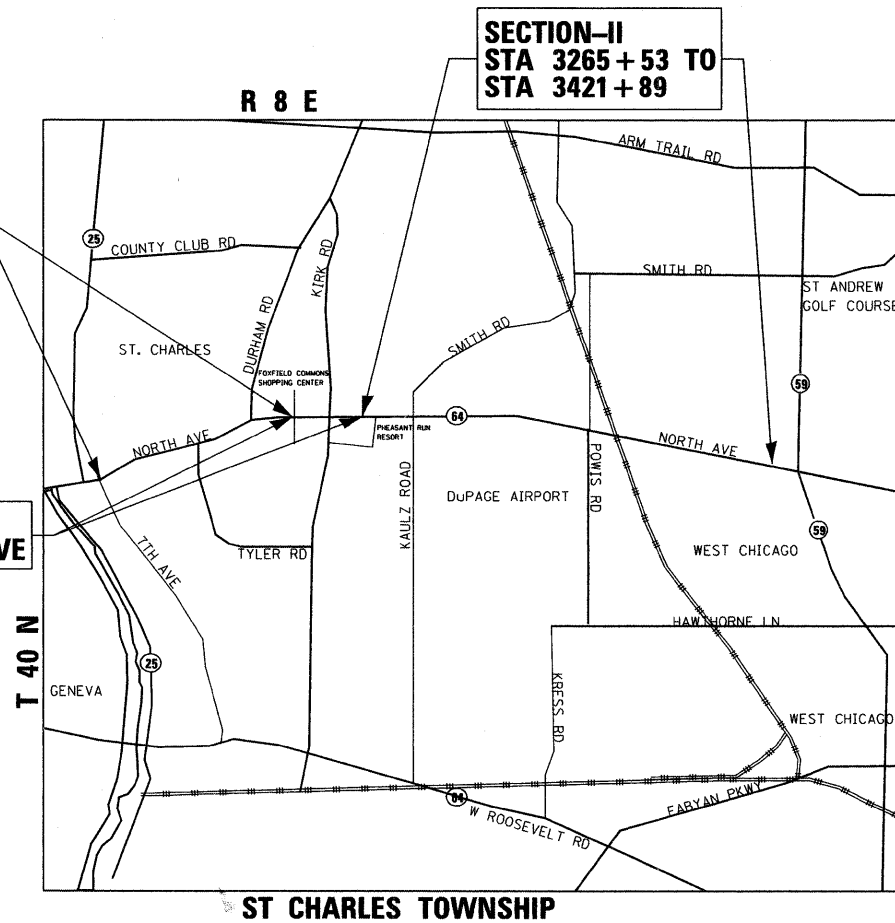 SECTION–II
STA 3265+53 TO
STA 3421+89
R 8 E
ARM TRAIL RD
25
COUNTY CLUB RD
KIRK RD
SMITH RD
ST ANDREW
GOLF COURSE
DURHAM RD
SMITH RD
ST. CHARLES
FOXFIELD COMMONS
SHOPPING CENTER
59
64
NORTH AVE
PHEASANT RUN
RESORT
NORTH AVE
POWIS RD
KAULZ ROAD
DuPAGE AIRPORT
59
VE
TYLER RD
7TH AVE
WEST CHICAGO
HAWTHORNE LN
T 40 N
25
GENEVA
KRESS RD
WEST CHICAGO
64
FABYAN PKWY
W ROOSEVELT RD
ST CHARLES TOWNSHIP